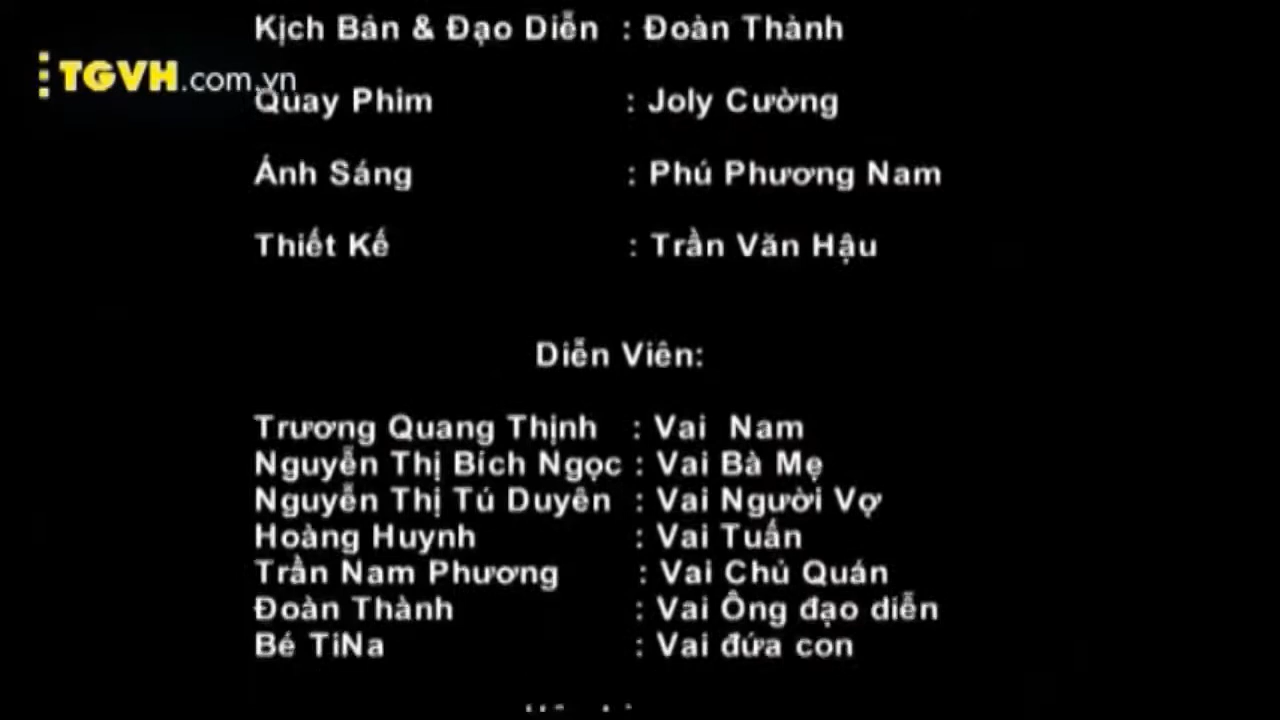 Kịch Bản & Đạo Diễn : Đoàn Thành
TGVH.com.vn
Quay Phim : Joly Cường
Ánh Sáng : Phú Phương Nam
Thiết Kế : Trần Văn Hậu
Diễn Viên:
Trương Quang Thịnh : Vai Nam
Nguyễn Thị Bích Ngọc : Vai Bà Mẹ
Nguyễn Thị Tú Duyên : Vai Người Vợ
Hoàng Huynh : Vai Tuấn
Trần Nam Phương : Vai Chủ Quán
Đoàn Thành : Vai Ông đạo diễn
Bé TiNa : Vai đứa con